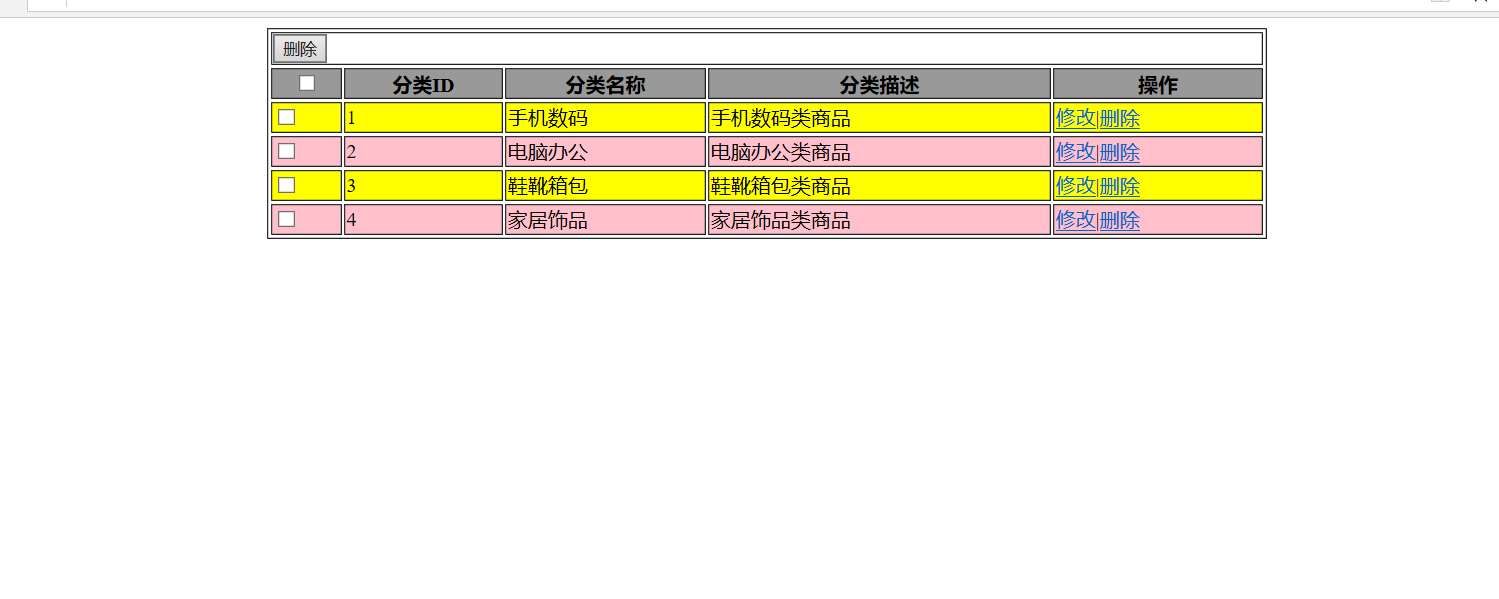 删除
分类ID 分类名称 分类描述 操作
1 手机数码 手机数码类商品 修改|删除
2 电脑办公 电脑办公类商品 修改|删除
3 鞋靴箱包 鞋靴箱包类商品 修改|删除
4 家居饰品 家居饰品类商品 修改|删除